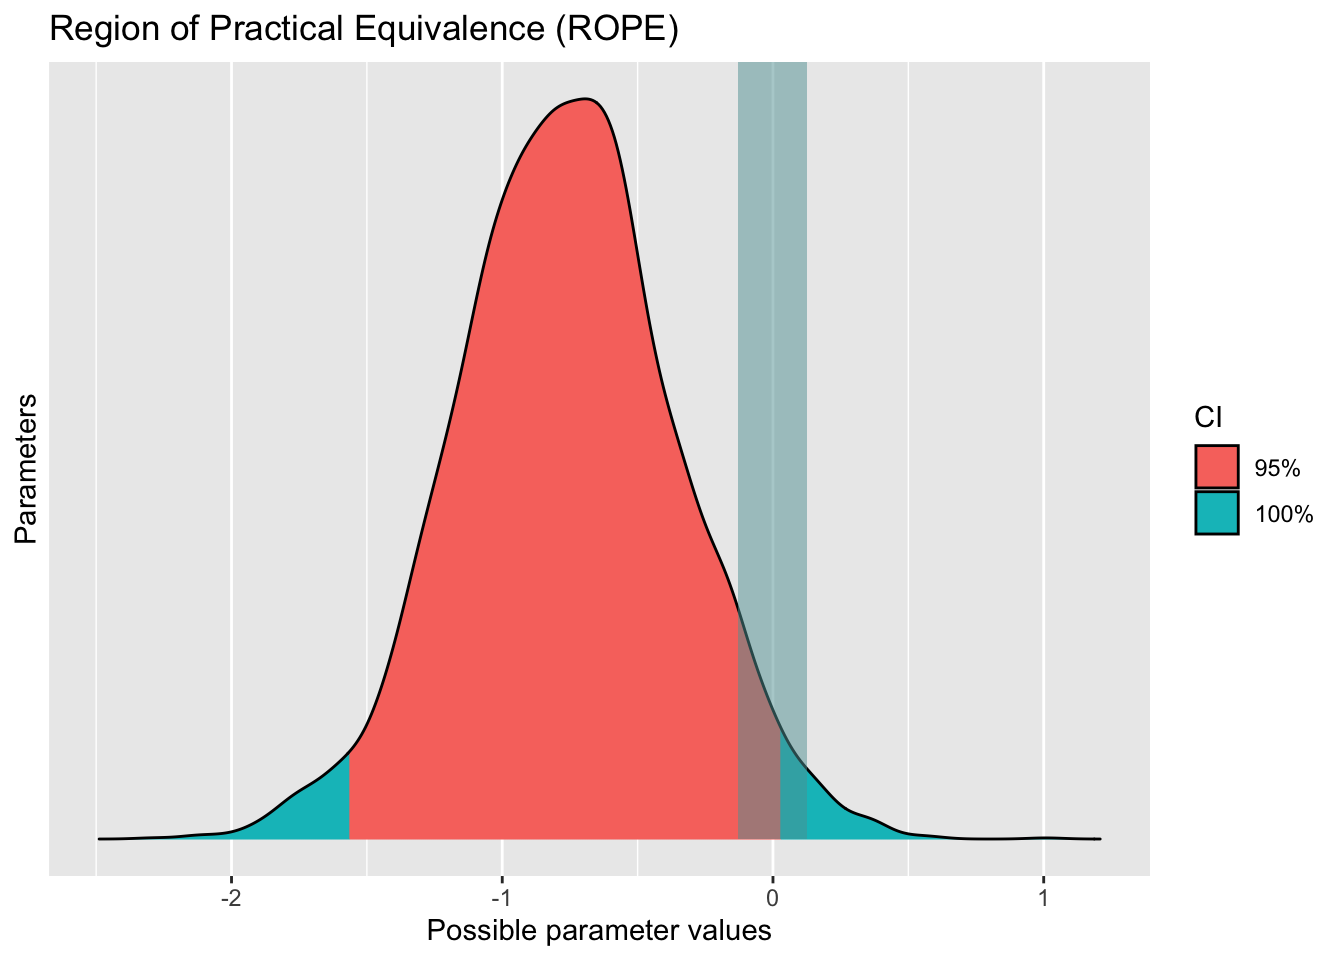 Region of Practical Equivalence (ROPE)
Parameters
CI
95%
100%
-2
-1
0
1
Possible parameter values